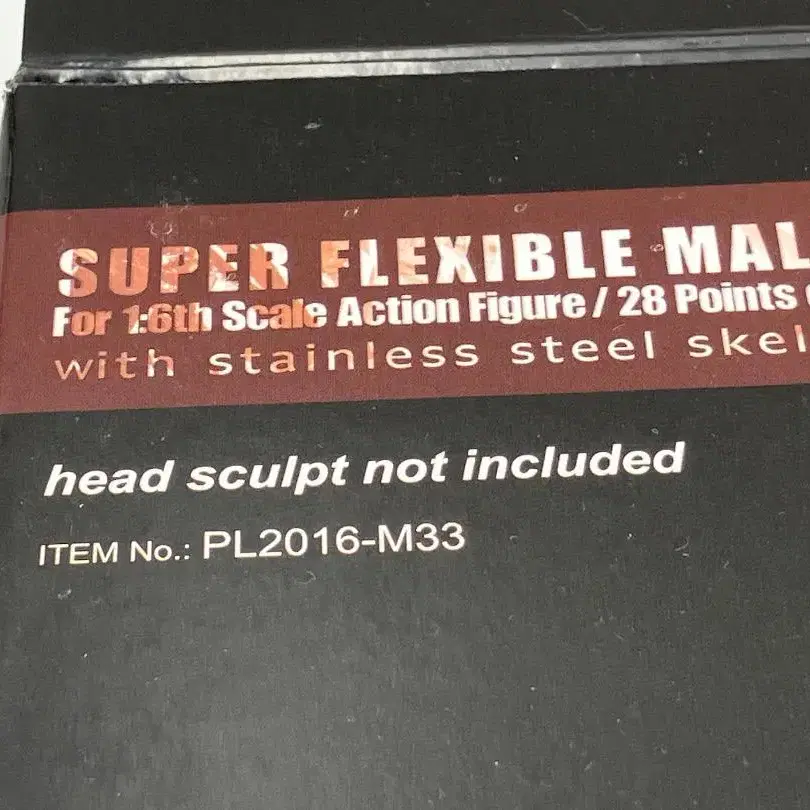 SUPER FLEXIBLE MAL
For 1:6th Scale Action Figure / 28 Points
with stainless steel skel
head sculpt not included
ITEM No.: PL2016-M33